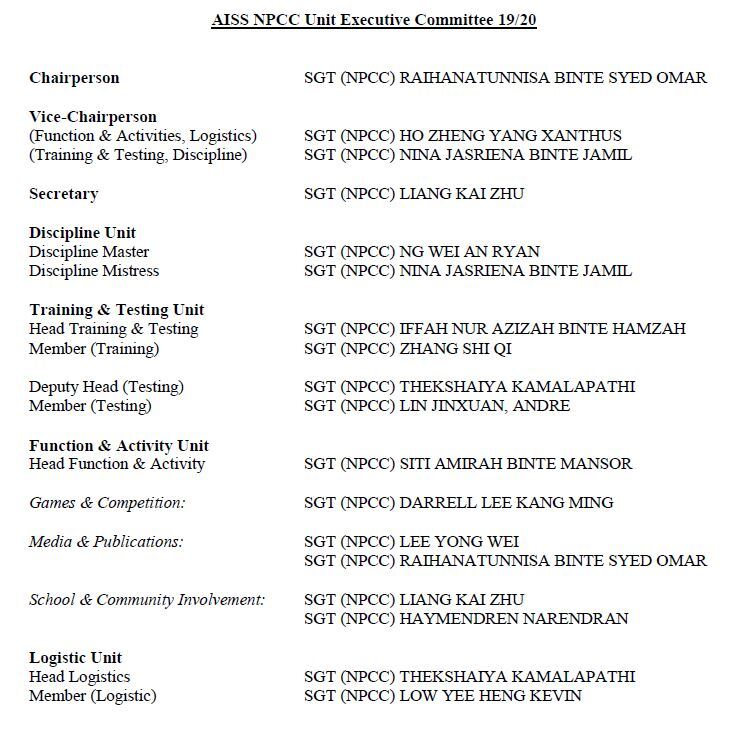 AISS NPCC Unit Executive Committee 19/20
Chairperson SGT (NPCC) RAIHANATUNNISA BINTE SYED OMAR
Vice-Chairperson
(Function & Activities, Logistics) SGT (NPCC) HO ZHENG YANG XANTHUS
(Training & Testing, Discipline) SGT (NPCC) NINA JASRIENA BINTE JAMIL
Secretary SGT (NPCC) LIANG KAI ZHU
Discipline Unit
Discipline Master SGT (NPCC) NG WEI AN RYAN
Discipline Mistress SGT (NPCC) NINA JASRIENA BINTE JAMIL
Training & Testing Unit
Head Training & Testing SGT (NPCC) IFFAH NUR AZIZAH BINTE HAMZAH
Member (Training) SGT (NPCC) ZHANG SHI QI
Deputy Head (Testing) SGT (NPCC) THEKSHAIYA KAMALAPATHI
Member (Testing) SGT (NPCC) LIN JINXUAN, ANDRE
Function & Activity Unit
Head Function & Activity SGT (NPCC) SITI AMIRAH BINTE MANSOR
Games & Competition: SGT (NPCC) DARRELL LEE KANG MING
Media & Publications: SGT (NPCC) LEE YONG WEI
SGT (NPCC) RAIHANATUNNISA BINTE SYED OMAR
School & Community Involvement: SGT (NPCC) LIANG KAI ZHU
SGT (NPCC) HAYMENDREN NARENDRAN
Logistic Unit
Head Logistics SGT (NPCC) THEKSHAIYA KAMALAPATHI
Member (Logistic) SGT (NPCC) LOW YEE HENG KEVIN